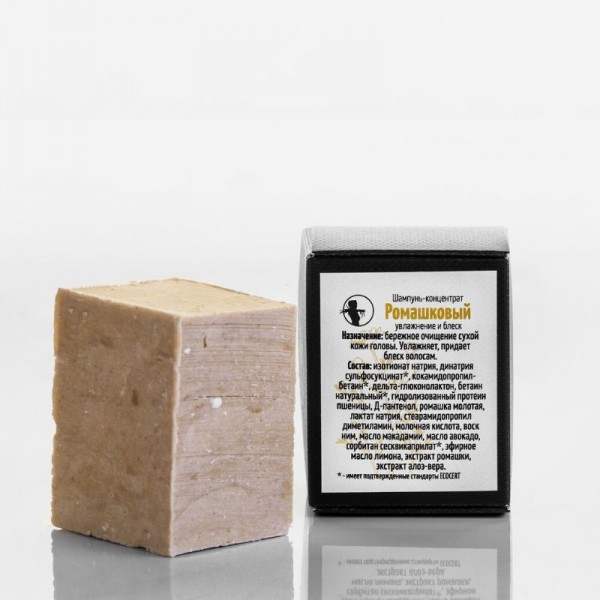 Шампунь-концентрат
Ромашковый
увлажнение и блеск
Назначение: бережное очищение сухой
кожи головы. Увлажняет, придает
блеск волосам.
Состав: изотионат натрия, динатрия
сульфосукцинат*, кокамидопропил-
бетаин*, дельта-глюконолактон, бетаин
натуральный*, гидролизованный протеин
пшеницы, Д-пантенол, ромашка молотая,
лактат натрия, стеарамидопропил
диметиламин, молочная кислота, воск
ним, масло макадамии, масло авокадо,
сорбитан сесквикаприлат*, эфирное
масло лимона, экстракт ромашки,
экстракт алоэ-вера.
* - имеет подтвержденные стандарты ECOCERT